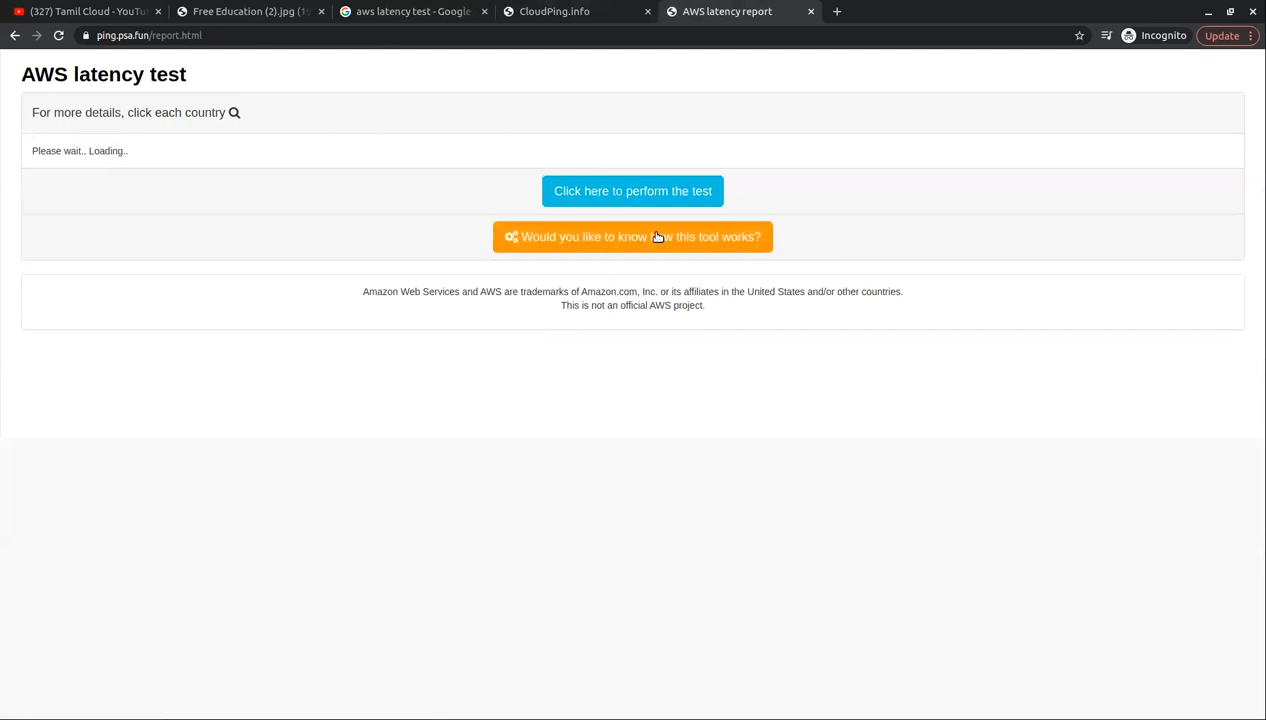 (327) Tamil Cloud - YouTu
Free Education (2).jpg (1
aws latency test - Google
CloudPing.info
AWS latency report
ping.psa.fun/report.html
Incognito
Update
AWS latency test
For more details, click each country
Please wait.. Loading..
Click here to perform the test
Would you like to know how this tool works?
Amazon Web Services and AWS are trademarks of Amazon.com, Inc. or its affiliates in the United States and/or other countries.
This is not an official AWS project.